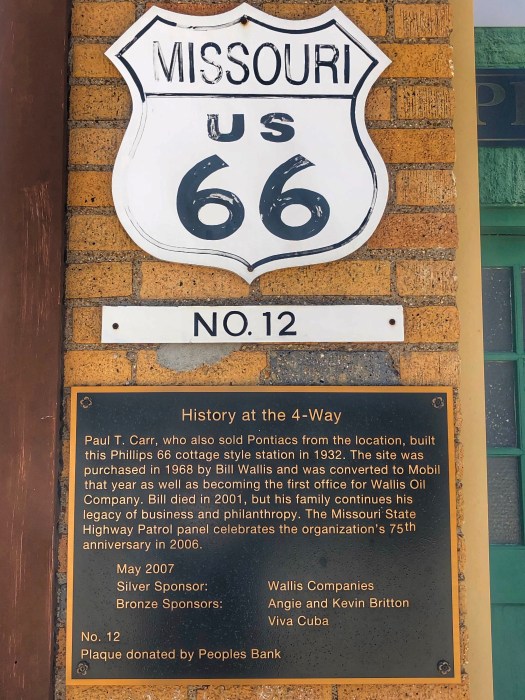 MISSOURI
US
66
NO. 12
History at the 4-Way
Paul T. Carr, who also sold Pontiacs from the location, built
this Phillips 66 cottage style station in 1932. The site was
purchased in 1968 by Bill Wallis and was converted to Mobil
that year as well as becoming the first office for Wallis Oil
Company. Bill died in 2001, but his family continues his
legacy of business and philanthropy. The Missouri State
Highway Patrol panel celebrates the organization's 75th
anniversary in 2006.
May 2007
Silver Sponsor: Wallis Companies
Bronze Sponsors: Angie and Kevin Britton
Viva Cuba
No. 12
Plaque donated by Peoples Bank